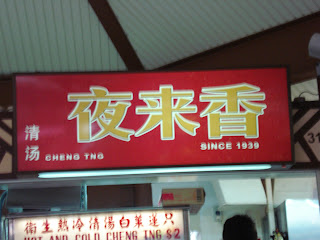 夜来香
清汤
CHENG TNG
SINCE 1939
HOT AND COLD CHENG TNG $2